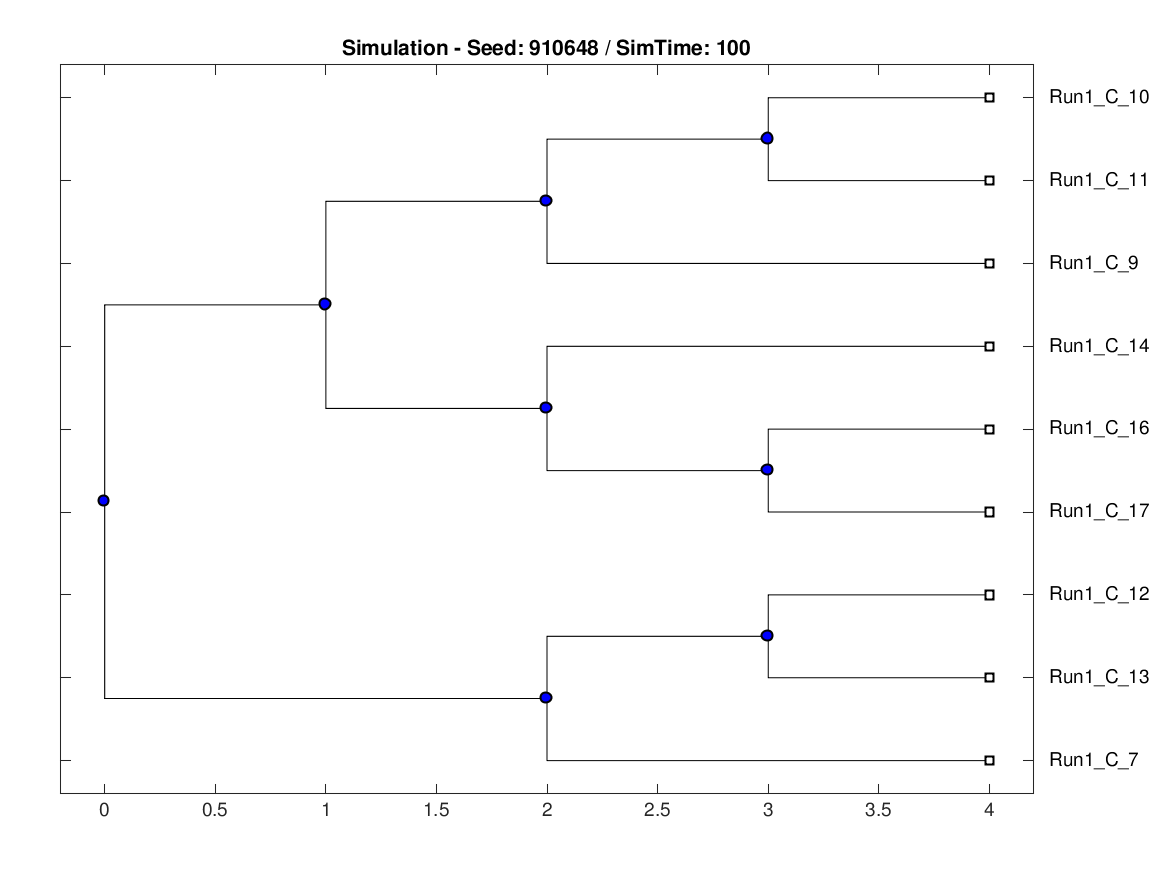 Simulation - Seed: 910648 / SimTime: 100
Run1_C_10
Run1_C_11
Run1_C_9
Run1_C_14
Run1_C_16
Run1_C_17
Run1_C_12
Run1_C_13
Run1_C_7
0 0.5 1 1.5 2 2.5 3 3.5 4